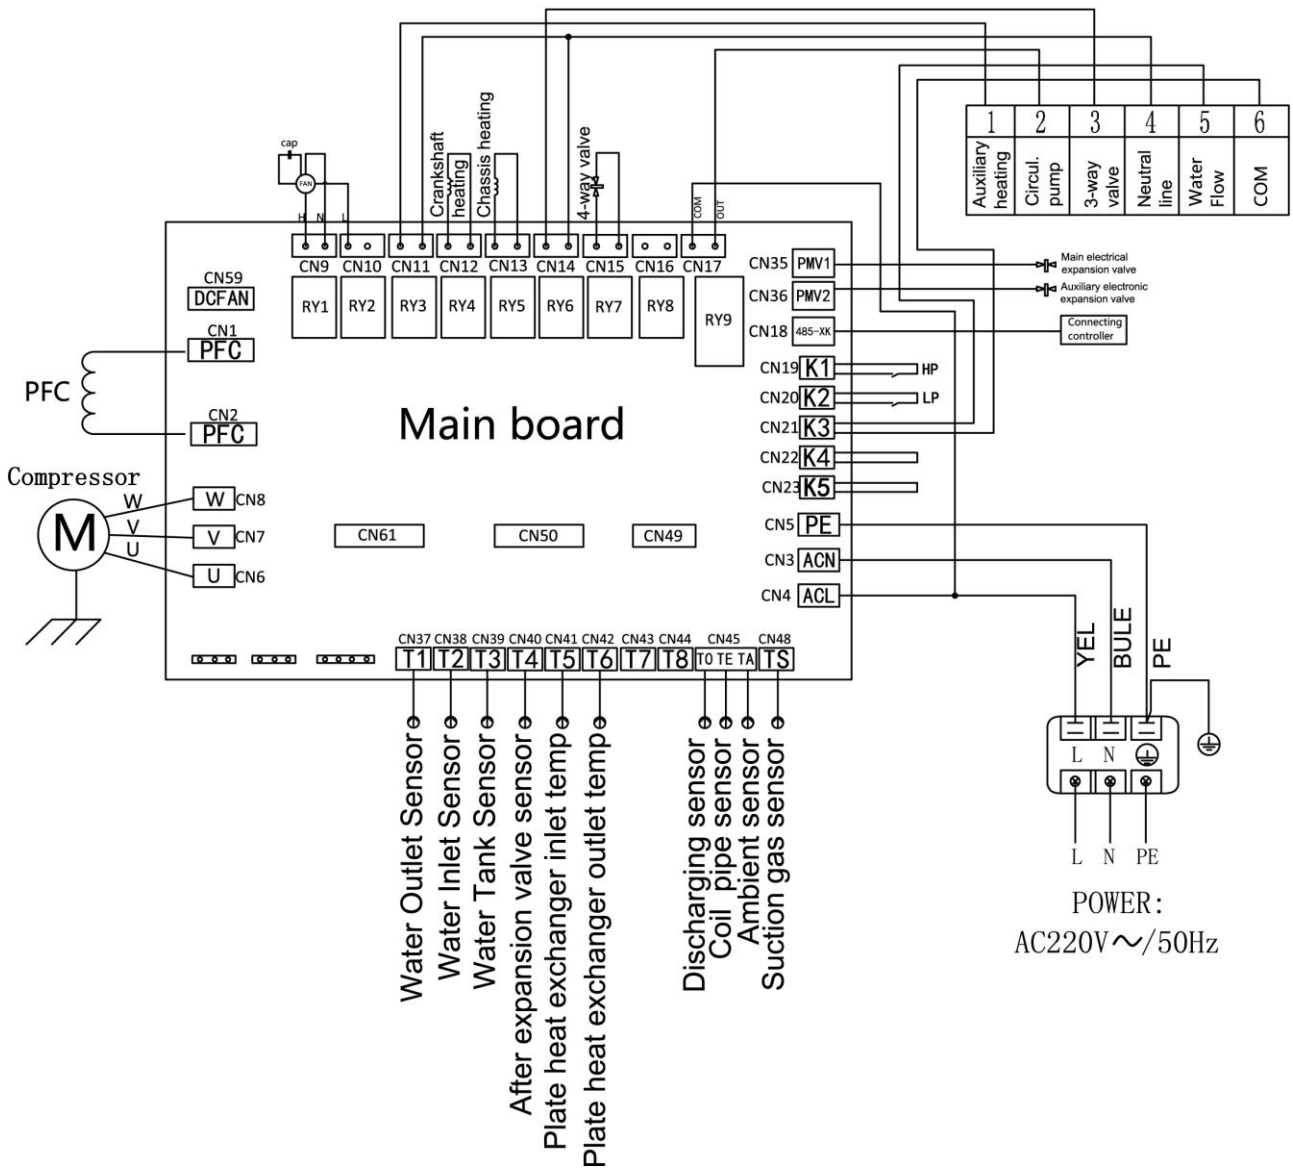 1 2 3 4 5 6
Auxiliary
heating
Circul.
pump
3-way
valve
Neutral
line
Water
Flow
COM
cap
FAN
H N L
Crankshaft
heating
Chassis heating
4-way valve
COM
OUT
CN9 CN10 CN11 CN12 CN13 CN14 CN15 CN16 CN17
RY1 RY2 RY3 RY4 RY5 RY6 RY7 RY8 RY9
CN59
DCFAN
CN1
PFC
PFC
CN2
PFC
Main board
CN35 PMV1
Main electrical
expansion valve
CN36 PMV2
Auxiliary electronic
expansion valve
CN18 485-XK
Connecting
controller
CN19 K1 HP
CN20 K2 LP
CN21 K3
CN22 K4
CN23 K5
CN5 PE
CN3 ACN
CN4 ACL
Compressor
M
W W CN8
V V CN7
U U CN6
CN61 CN50 CN49
CN37 CN38 CN39 CN40 CN41 CN42 CN43 CN44 CN45 CN48
T1 T2 T3 T4 T5 T6 T7 T8 TO TE TA TS
Water Outlet Sensor
Water Inlet Sensor
Water Tank Sensor
After expansion valve sensor
Plate heat exchanger inlet temp
Plate heat exchanger outlet temp
Discharging sensor
Coil pipe sensor
Ambient sensor
Suction gas sensor
YEL
BULE
PE
L N
L N PE
POWER:
AC220V～/50Hz